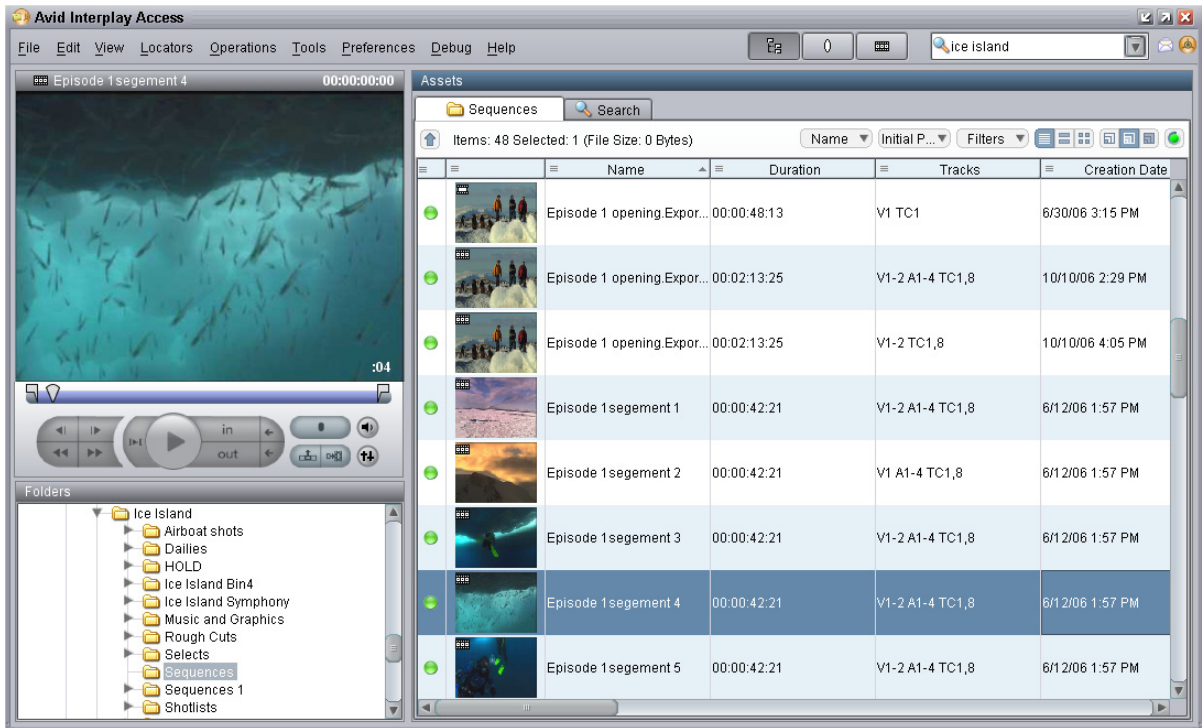 Avid Interplay Access
File Edit View Locators Operations Tools Preferences Debug Help
ice island
Episode 1segement 4 00:00:00:00
:04
in
out
Folders
Ice Island
Airboat shots
Dailies
HOLD
Ice Island Bin4
Ice Island Symphony
Music and Graphics
Rough Cuts
Selects
Sequences
Sequences 1
Shotlists
Assets
Sequences Search
Items: 48 Selected: 1 (File Size: 0 Bytes) Name Initial P... Filters
Name Duration Tracks Creation Date
Episode 1 opening.Expor... 00:00:48:13 V1 TC1 6/30/06 3:15 PM
Episode 1 opening.Expor... 00:02:13:25 V1-2 A1-4 TC1,8 10/10/06 2:29 PM
Episode 1 opening.Expor... 00:02:13:25 V1-2 TC1,8 10/10/06 4:05 PM
Episode 1segement 1 00:00:42:21 V1-2 A1-4 TC1,8 6/12/06 1:57 PM
Episode 1segement 2 00:00:42:21 V1 A1-4 TC1,8 6/12/06 1:57 PM
Episode 1segement 3 00:00:42:21 V1-2 A1-4 TC1,8 6/12/06 1:57 PM
Episode 1segement 4 00:00:42:21 V1-2 A1-4 TC1,8 6/12/06 1:57 PM
Episode 1segement 5 00:00:42:21 V1-2 A1-4 TC1,8 6/12/06 1:57 PM